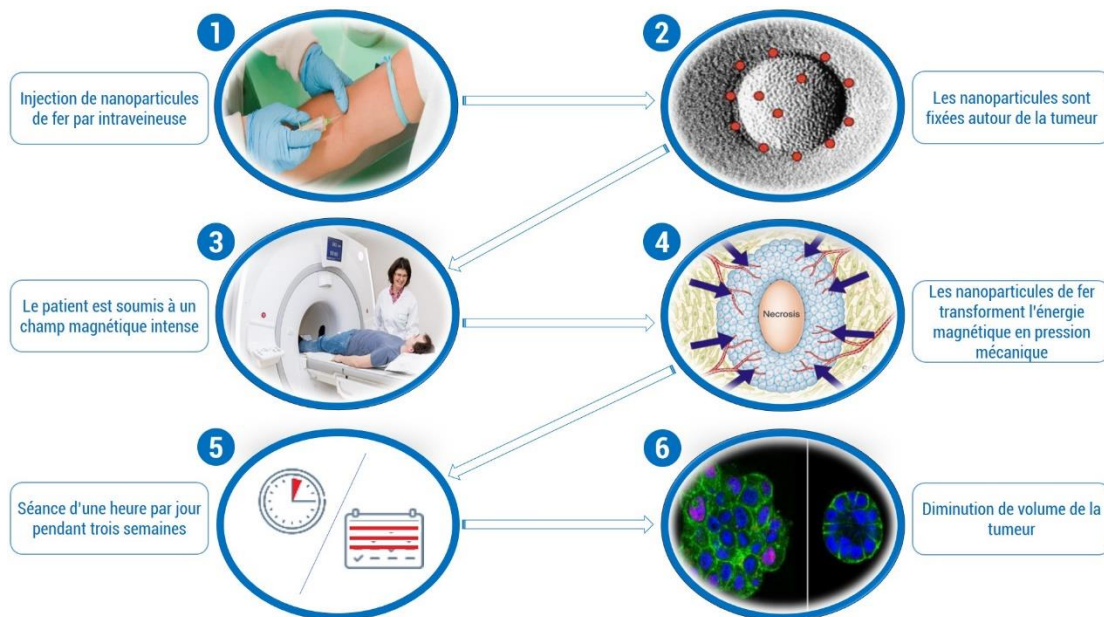 1
Injection de nanoparticules
de fer par intraveineuse
2
Les nanoparticules sont
fixées autour de la tumeur
3
Le patient est soumis à un
champ magnétique intense
4
Necrosis
Les nanoparticules de fer
transforment l'énergie
magnétique en pression
mécanique
5
Séance d'une heure par jour
pendant trois semaines
6
Diminution de volume de la
tumeur